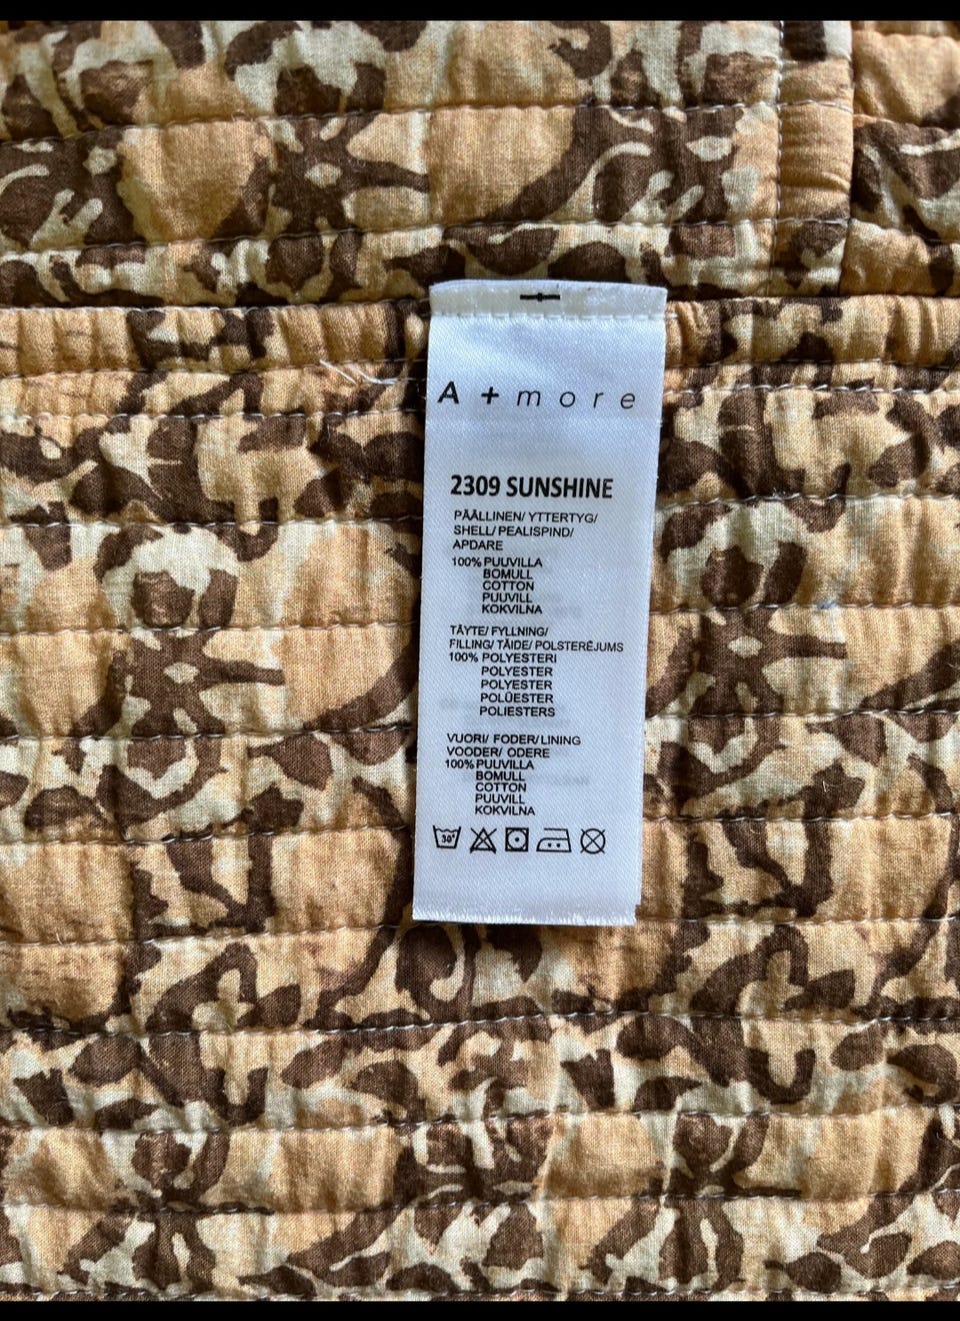 A + more
2309 SUNSHINE
PÄÄLLINEN/ YTTERTYG/
SHELL/ PEALISPIND/
APDARE
100% PUUVILLA
BOMULL
COTTON
PUUVILL
KOKVILNA
TÄYTE/ FYLLNING/
FILLING/ TÄIDE/ POLSTERĒJUMS
100% POLYESTERI
POLYESTER
POLYESTER
POLÜESTER
POLIESTERS
VUORI/ FODER/LINING
VOODER/ ODERE
100% PUUVILLA
BOMULL
COTTON
PUUVILL
KOKVILNA
30°